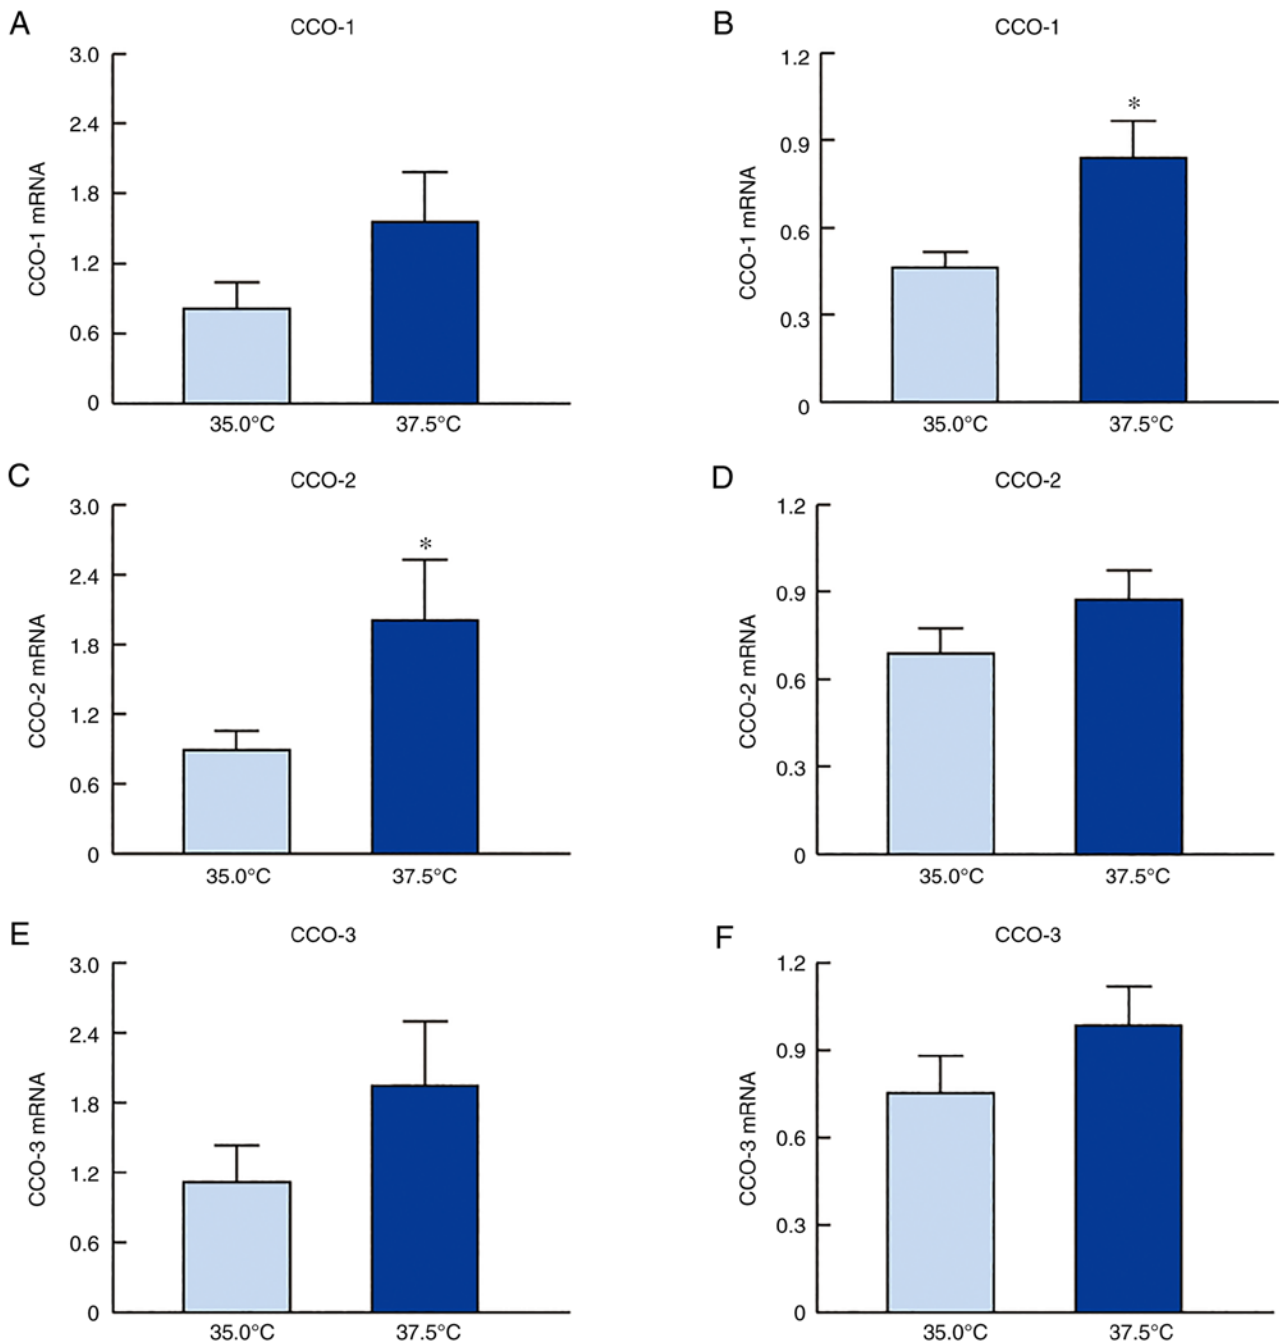 A
CCO-1
3.0
2.4
1.8
1.2
0.6
0
CCO-1 mRNA
35.0°C 37.5°C
B
CCO-1
1.2
0.9
0.6
0.3
0
CCO-1 mRNA
*
35.0°C 37.5°C
C
CCO-2
3.0
2.4
1.8
1.2
0.6
0
CCO-2 mRNA
*
35.0°C 37.5°C
D
CCO-2
1.2
0.9
0.6
0.3
0
CCO-2 mRNA
35.0°C 37.5°C
E
CCO-3
3.0
2.4
1.8
1.2
0.6
0
CCO-3 mRNA
35.0°C 37.5°C
F
CCO-3
1.2
0.9
0.6
0.3
0
CCO-3 mRNA
35.0°C 37.5°C